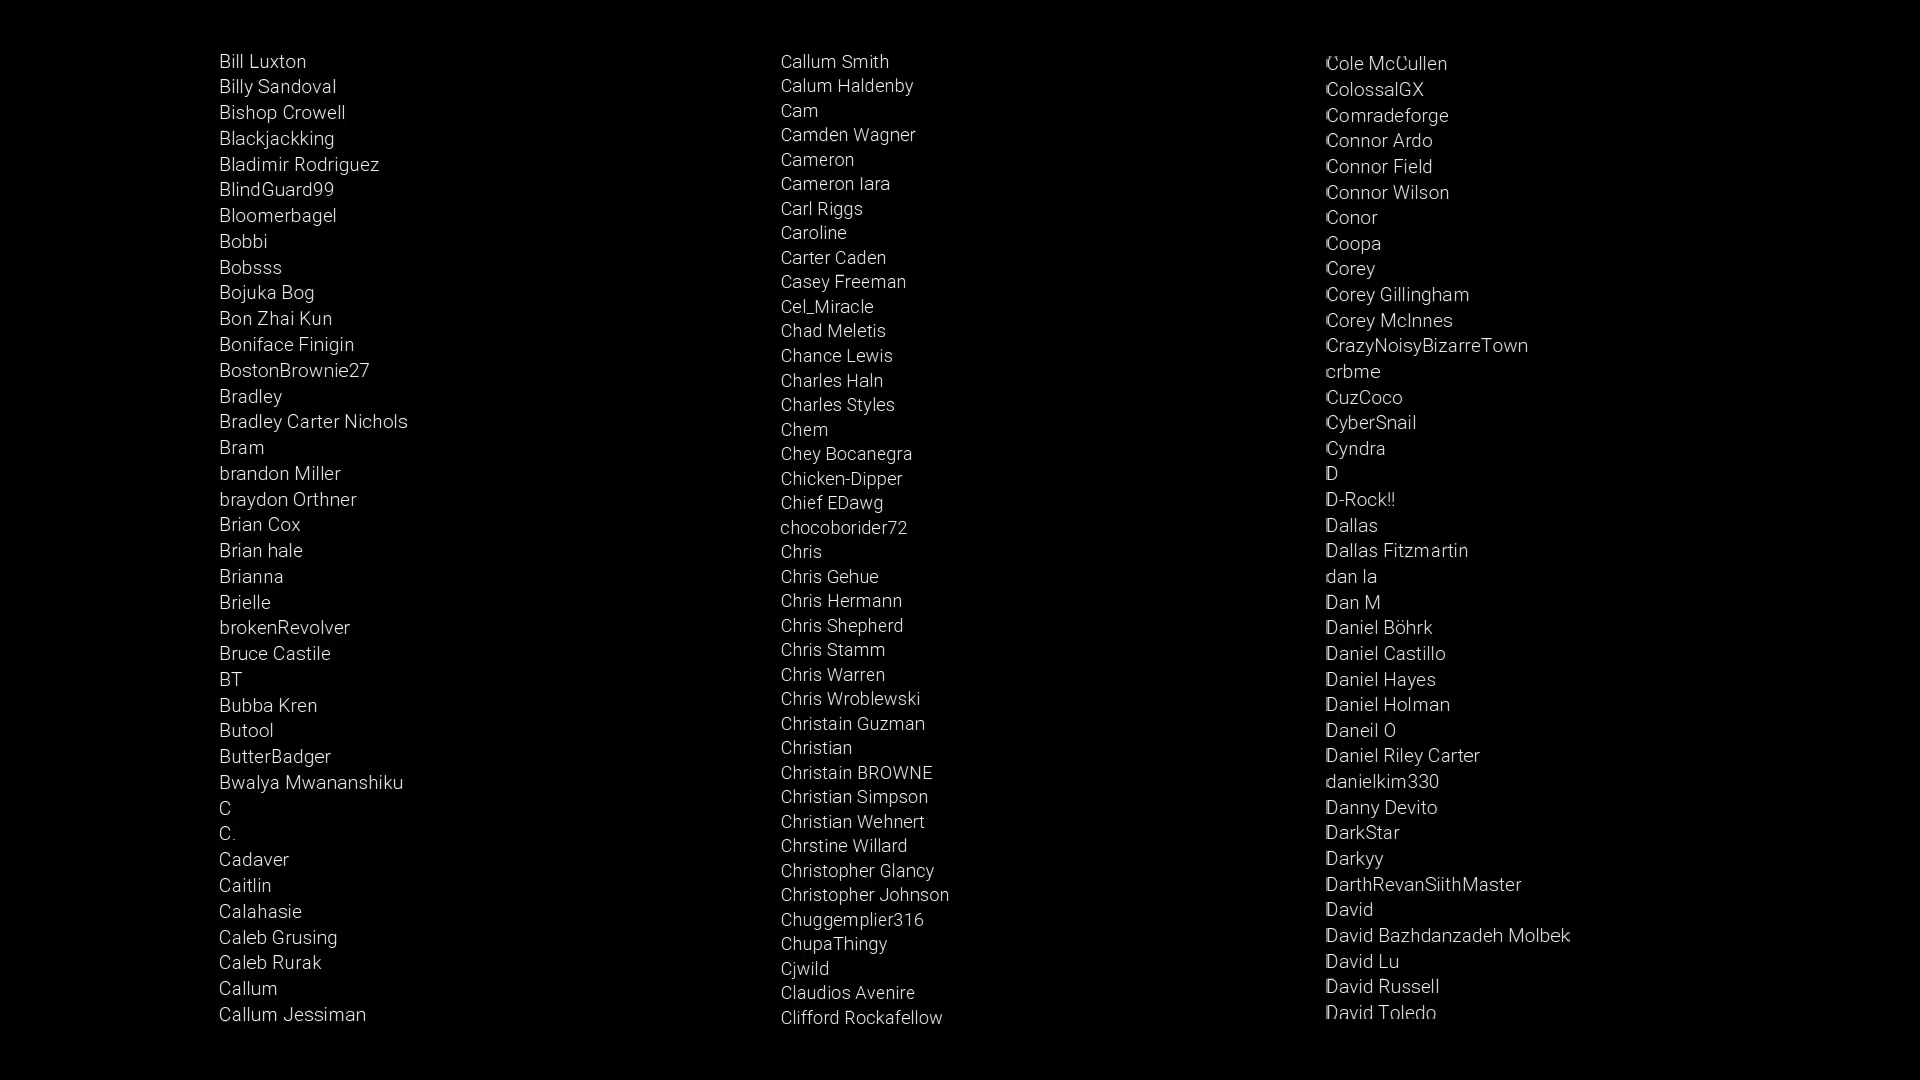 Bill Luxton
Billy Sandoval
Bishop Crowell
Blackjackking
Bladimir Rodriguez
BlindGuard99
Bloomerbagel
Bobbi
Bobsss
Bojuka Bog
Bon Zhai Kun
Boniface Finigin
BostonBrownie27
Bradley
Bradley Carter Nichols
Bram
brandon Miller
braydon Orthner
Brian Cox
Brian hale
Brianna
Brielle
brokenRevolver
Bruce Castile
BT
Bubba Kren
Butool
ButterBadger
Bwalya Mwananshiku
C
C.
Cadaver
Caitlin
Calahasie
Caleb Grusing
Caleb Rurak
Callum
Callum Jessiman
Callum Smith
Calum Haldenby
Cam
Camden Wagner
Cameron
Cameron Iara
Carl Riggs
Caroline
Carter Caden
Casey Freeman
Cel_Miracle
Chad Meletis
Chance Lewis
Charles Haln
Charles Styles
Chem
Chey Bocanegra
Chicken-Dipper
Chief EDawg
chocoborider72
Chris
Chris Gehue
Chris Hermann
Chris Shepherd
Chris Stamm
Chris Warren
Chris Wroblewski
Christain Guzman
Christian
Christain BROWNE
Christian Simpson
Christian Wehnert
Chrstine Willard
Christopher Glancy
Christopher Johnson
Chuggemplier316
ChupaThingy
Cjwild
Claudios Avenire
Clifford Rockafellow
Cole McCullen
ColossalGX
Comradeforge
Connor Ardo
Connor Field
Connor Wilson
Conor
Coopa
Corey
Corey Gillingham
Corey McInnes
CrazyNoisyBizarreTown
crbme
CuzCoco
CyberSnail
Cyndra
D
D-Rock!!
Dallas
Dallas Fitzmartin
dan la
Dan M
Daniel Böhrk
Daniel Castillo
Daniel Hayes
Daniel Holman
Daneil O
Daniel Riley Carter
danielkim330
Danny Devito
DarkStar
Darkyy
DarthRevanSiithMaster
David
David Bazhdanzadeh Molbek
David Lu
David Russell
David Toledo